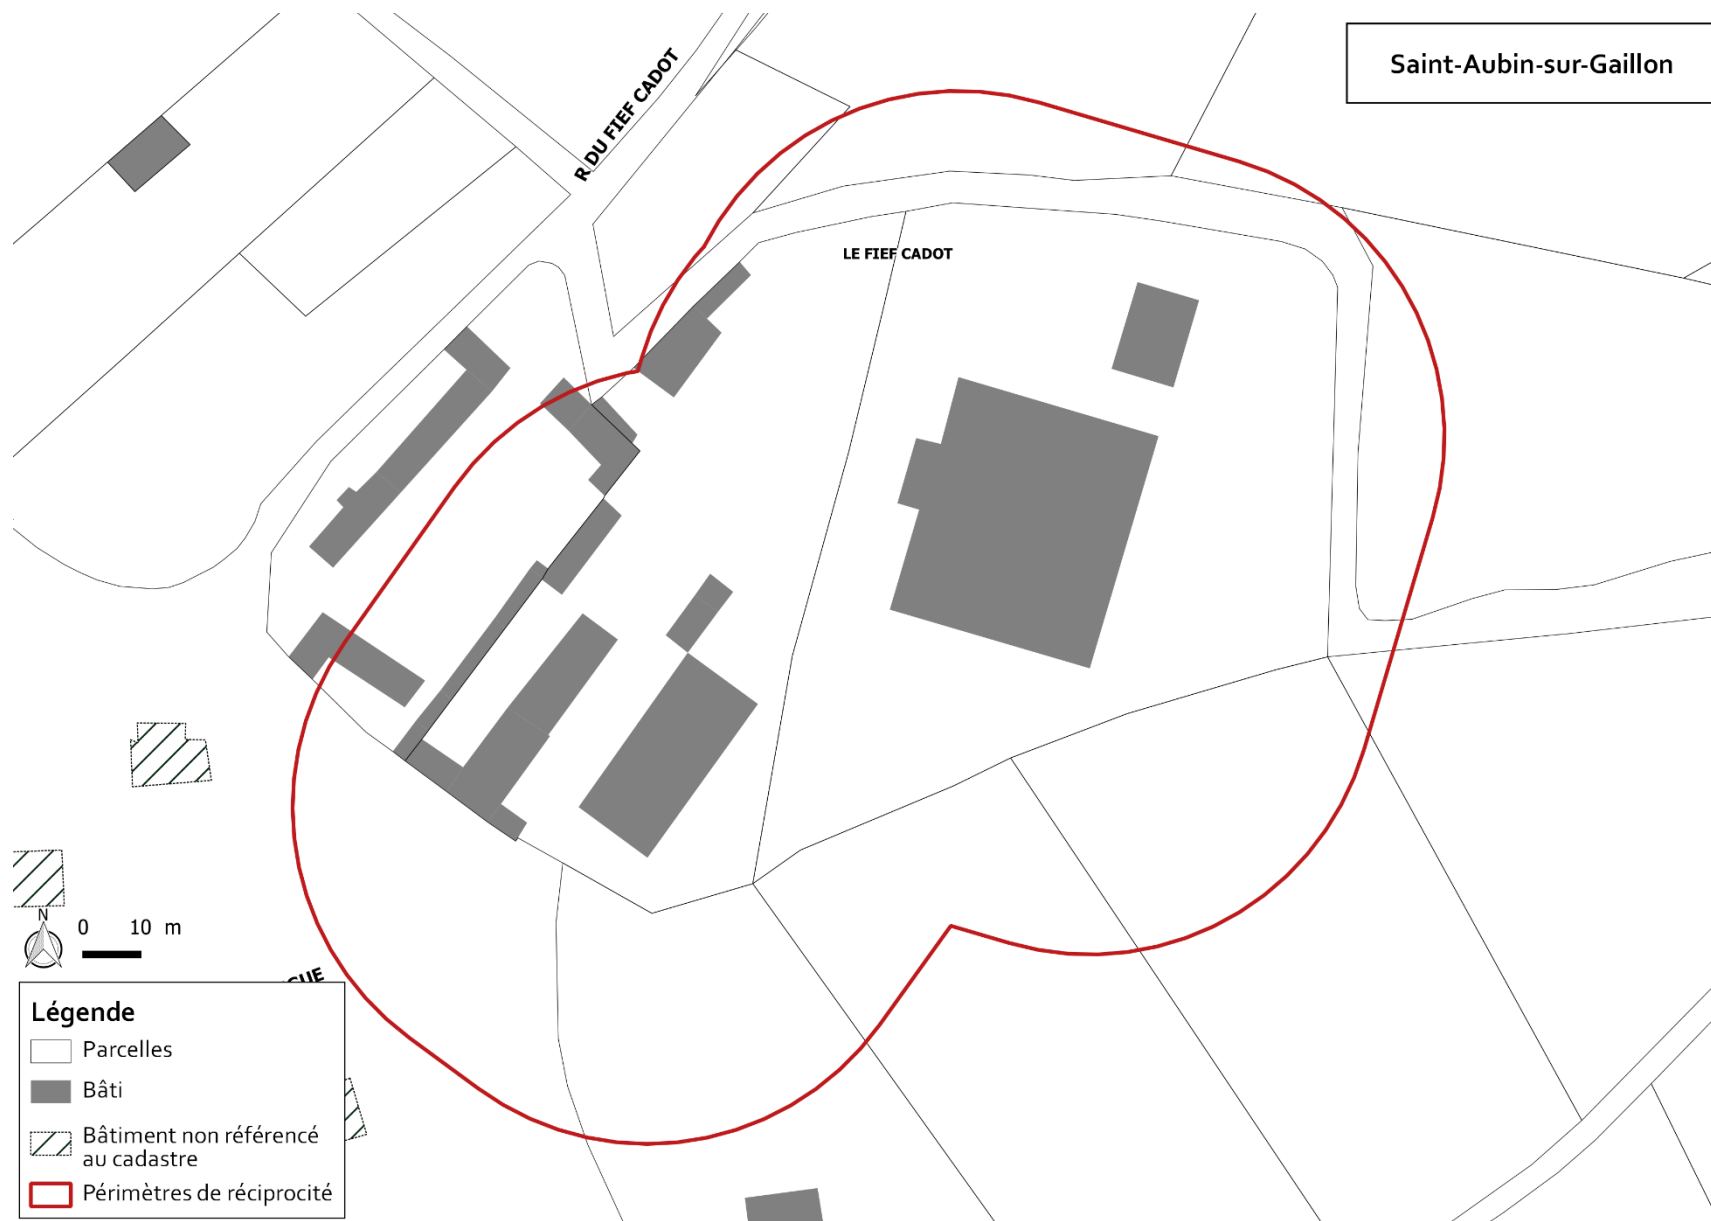 Saint-Aubin-sur-Gaillon
R DU FIEF CADOT
LE FIEF CADOT
N
0 10 m
Légende
Parcelles
Bâti
Bâtiment non référencé
au cadastre
Périmètres de réciprocité